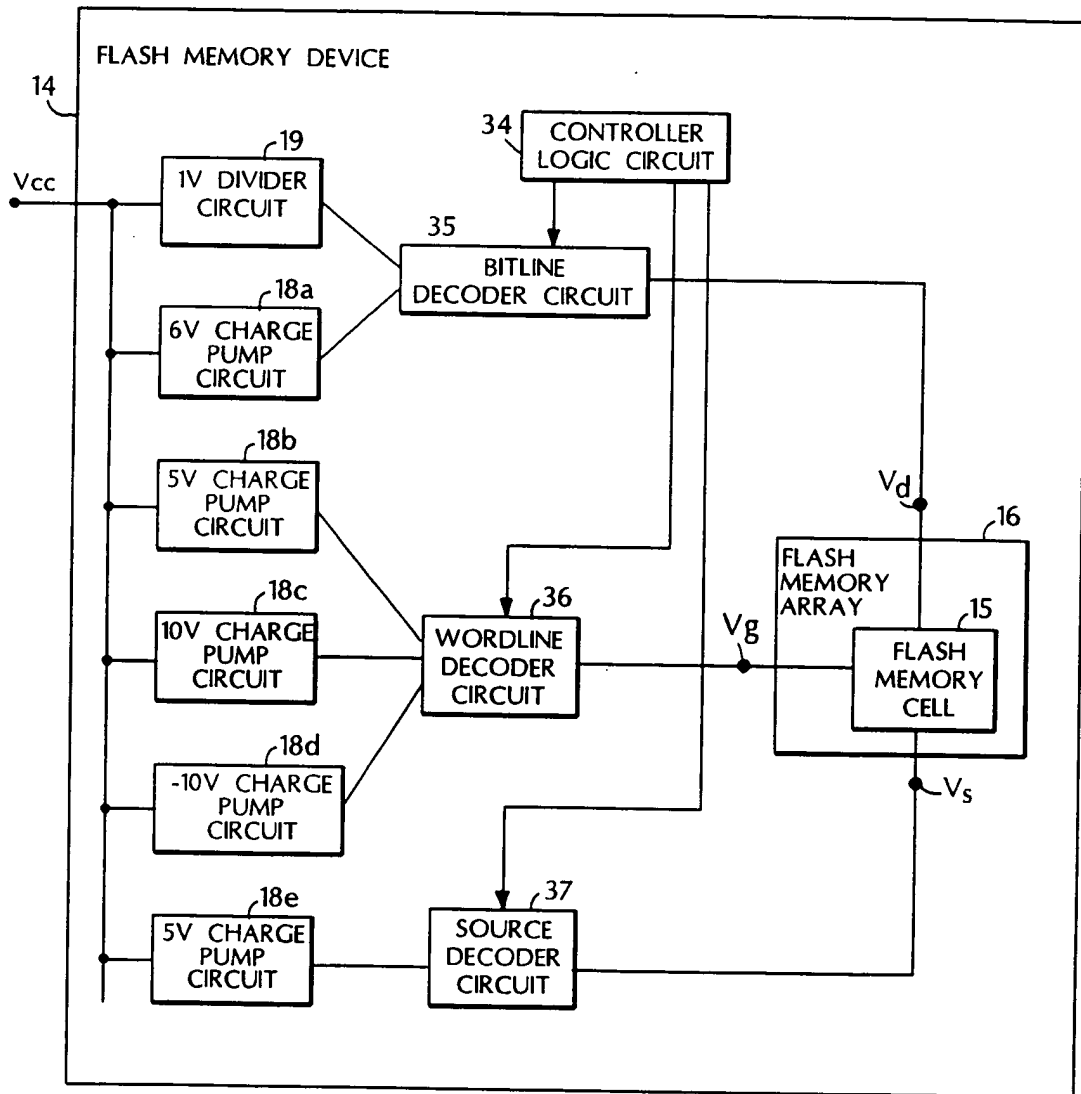 FLASH MEMORY DEVICE
14
34
CONTROLLER
LOGIC CIRCUIT
19
Vcc
1V DIVIDER
CIRCUIT
35
BITLINE
DECODER CIRCUIT
18a
6V CHARGE
PUMP
CIRCUIT
18b
5V CHARGE
PUMP
CIRCUIT
Vd
16
FLASH
MEMORY
ARRAY
18c
10V CHARGE
PUMP
CIRCUIT
36
WORDLINE
DECODER
CIRCUIT
Vg
15
FLASH
MEMORY
CELL
18d
-10V CHARGE
PUMP
CIRCUIT
Vs
18e
5V CHARGE
PUMP
CIRCUIT
37
SOURCE
DECODER
CIRCUIT